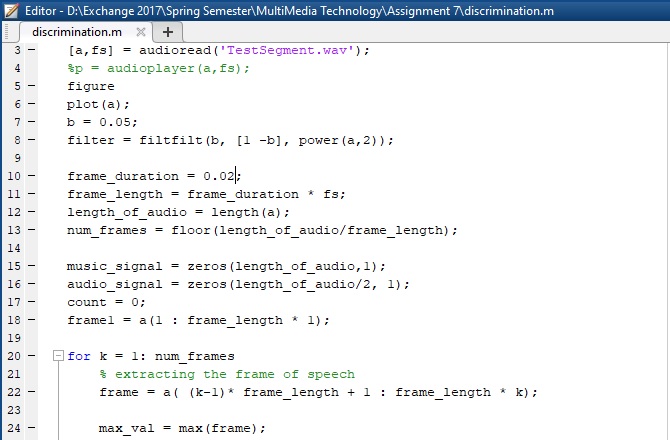 Editor - D:\Exchange 2017\Spring Semester\MultiMedia Technology\Assignment 7\discrimination.m
discrimination.m × +
3 - [a,fs] = audioread('TestSegment.wav');
4 %p = audioplayer(a,fs);
5 - figure
6 - plot(a);
7 - b = 0.05;
8 - filter = filtfilt(b, [1 -b], power(a,2));
9
10 - frame_duration = 0.02;
11 - frame_length = frame_duration * fs;
12 - length_of_audio = length(a);
13 - num_frames = floor(length_of_audio/frame_length);
14
15 - music_signal = zeros(length_of_audio,1);
16 - audio_signal = zeros(length_of_audio/2, 1);
17 - count = 0;
18 - frame1 = a(1 : frame_length * 1);
19
20 - for k = 1: num_frames
21 % extracting the frame of speech
22 - frame = a( (k-1)* frame_length + 1 : frame_length * k);
23
24 - max_val = max(frame);